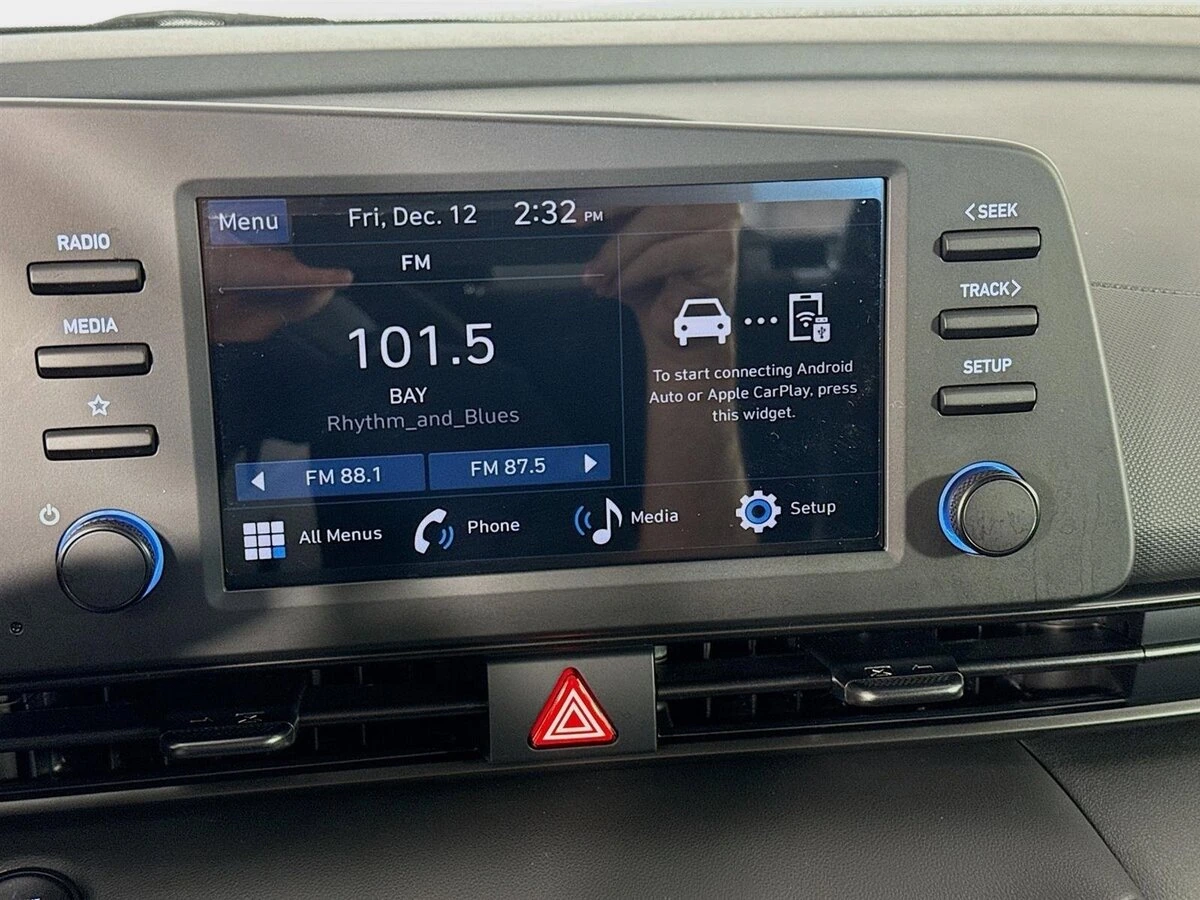 RADIO
MEDIA
Menu
Fri, Dec. 12
2:32 PM
FM
101.5
BAY
Rhythm_and_Blues
FM 88.1
FM 87.5
To start connecting Android
Auto or Apple CarPlay, press
this widget.
All Menus
Phone
Media
Setup
<SEEK
TRACK>
SETUP